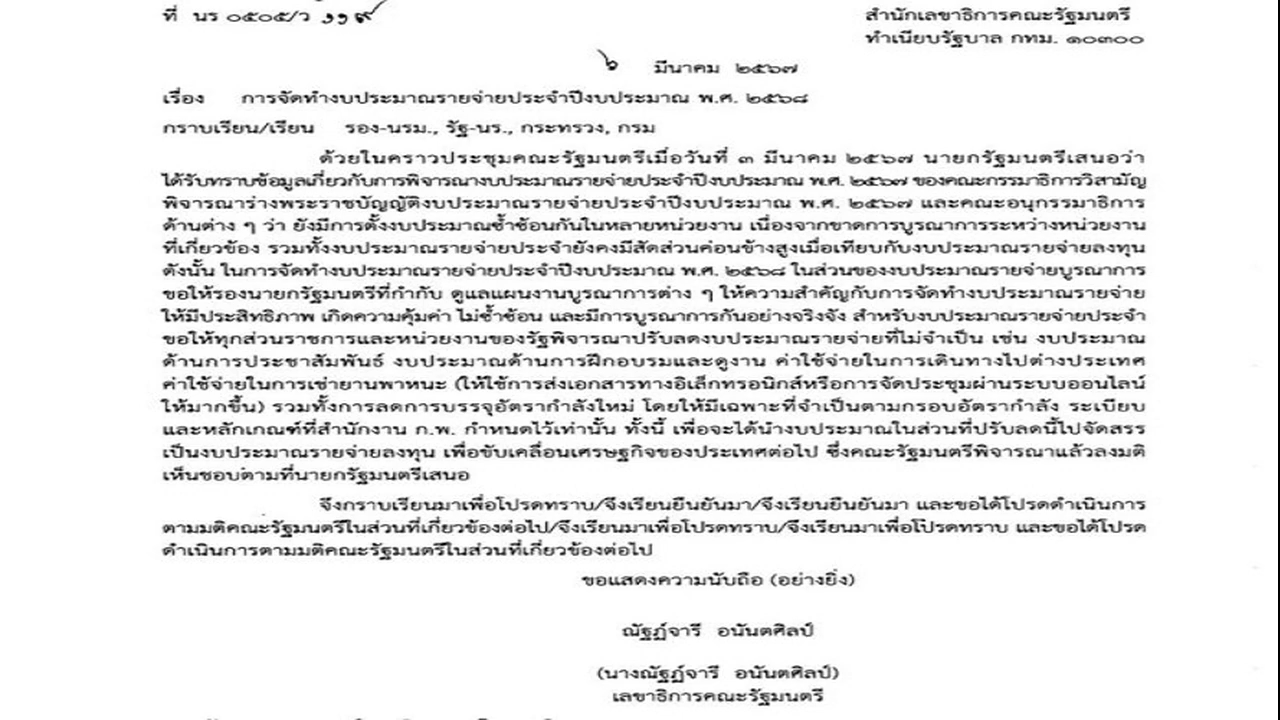 ที่ นร ๐๕๐๕/ว ๑๑๙
สำนักเลขาธิการคณะรัฐมนตรี
ทำเนียบรัฐบาล กทม. ๑๐๓๐๐
๖ มีนาคม ๒๕๖๗
เรื่อง การจัดทำงบประมาณรายจ่ายประจำปีงบประมาณ พ.ศ. ๒๕๖๘
กราบเรียน/เรียน รอง-นรม., รัฐ-นร., กระทรวง, กรม
ด้วยในคราวประชุมคณะรัฐมนตรีเมื่อวันที่ ๓ มีนาคม ๒๕๖๗ นายกรัฐมนตรีเสนอว่า
ได้รับทราบข้อมูลเกี่ยวกับการพิจารณางบประมาณรายจ่ายประจำปีงบประมาณ พ.ศ. ๒๕๖๗ ของคณะกรรมาธิการวิสามัญ
พิจารณาร่างพระราชบัญญัติงบประมาณรายจ่ายประจำปีงบประมาณ พ.ศ. ๒๕๖๗ และคณะอนุกรรมาธิการ
ด้านต่าง ๆ ว่า ยังมีการตั้งงบประมาณซ้ำซ้อนกันในหลายหน่วยงาน เนื่องจากขาดการบูรณาการระหว่างหน่วยงาน
ที่เกี่ยวข้อง รวมทั้งงบประมาณรายจ่ายประจำยังคงมีสัดส่วนค่อนข้างสูงเมื่อเทียบกับงบประมาณรายจ่ายลงทุน
ดังนั้น ในการจัดทำงบประมาณรายจ่ายประจำปีงบประมาณ พ.ศ. ๒๕๖๘ ในส่วนของงบประมาณรายจ่ายบูรณาการ
ขอให้รองนายกรัฐมนตรีที่กำกับ ดูแลแผนงานบูรณาการต่าง ๆ ให้ความสำคัญกับการจัดทำงบประมาณรายจ่าย
ให้มีประสิทธิภาพ เกิดความคุ้มค่า ไม่ซ้ำซ้อน และมีการบูรณาการกันอย่างจริงจัง สำหรับงบประมาณรายจ่ายประจำ
ขอให้ทุกส่วนราชการและหน่วยงานของรัฐพิจารณาปรับลดงบประมาณรายจ่ายที่ไม่จำเป็น เช่น งบประมาณ
ด้านการประชาสัมพันธ์ งบประมาณด้านการฝึกอบรมและดูงาน ค่าใช้จ่ายในการเดินทางไปต่างประเทศ
ค่าใช้จ่ายในการเช่ายานพาหนะ (ให้ใช้การส่งเอกสารทางอิเล็กทรอนิกส์หรือการจัดประชุมผ่านระบบออนไลน์
ให้มากขึ้น) รวมทั้งการลดการบรรจุอัตรากำลังใหม่ โดยให้มีเฉพาะที่จำเป็นตามกรอบอัตรากำลัง ระเบียบ
และหลักเกณฑ์ที่สำนักงาน ก.พ. กำหนดไว้เท่านั้น ทั้งนี้ เพื่อจะได้นำงบประมาณในส่วนที่ปรับลดนี้ไปจัดสรร
เป็นงบประมาณรายจ่ายลงทุน เพื่อขับเคลื่อนเศรษฐกิจของประเทศต่อไป ซึ่งคณะรัฐมนตรีพิจารณาแล้วลงมติ
เห็นชอบตามที่นายกรัฐมนตรีเสนอ
จึงกราบเรียนมาเพื่อโปรดทราบ/จึงเรียนยืนยันมา/จึงเรียนยืนยันมา และขอได้โปรดดำเนินการ
ตามมติคณะรัฐมนตรีในส่วนที่เกี่ยวข้องต่อไป/จึงเรียนมาเพื่อโปรดทราบ/จึงเรียนมาเพื่อโปรดทราบ และขอได้โปรด
ดำเนินการตามมติคณะรัฐมนตรีในส่วนที่เกี่ยวข้องต่อไป
ขอแสดงความนับถือ (อย่างยิ่ง)
ณัฐฏ์จารี อนันตศิลป์
(นางณัฐฏ์จารี อนันตศิลป์)
เลขาธิการคณะรัฐมนตรี